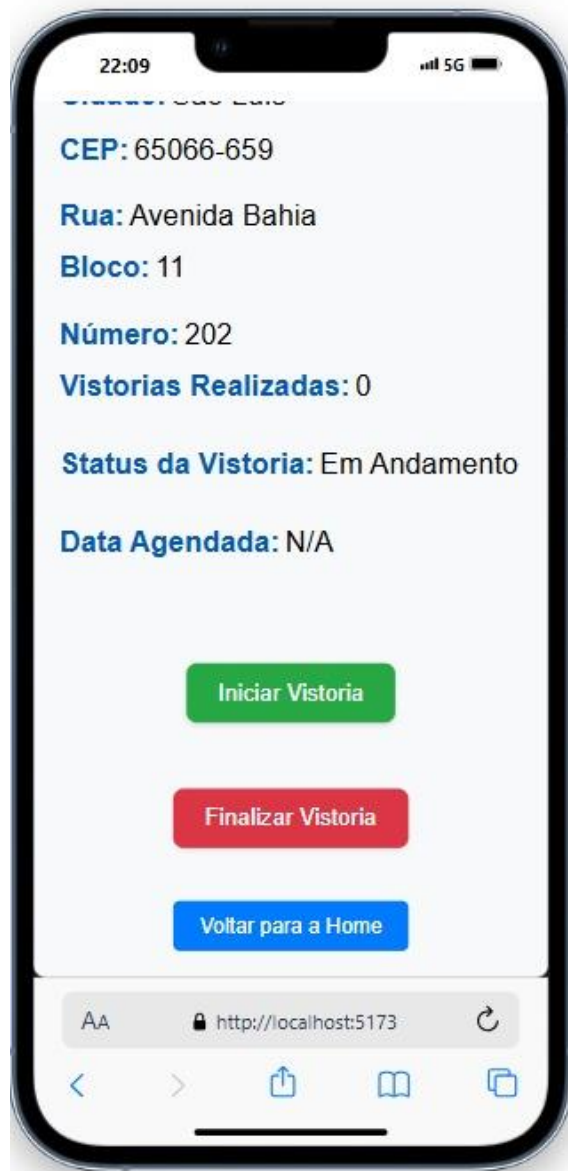 22:09 5G
CEP: 65066-659
Rua: Avenida Bahia
Bloco: 11
Número: 202
Vistorias Realizadas: 0
Status da Vistoria: Em Andamento
Data Agendada: N/A
Iniciar Vistoria
Finalizar Vistoria
Voltar para a Home
AA http://localhost:5173